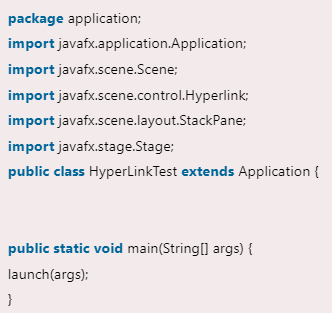 package application;
import javafx.application.Application;
import javafx.scene.Scene;
import javafx.scene.control.Hyperlink;
import javafx.scene.layout.StackPane;
import javafx.stage.Stage;
public class HyperLinkTest extends Application {
public static void main(String[] args) {
launch(args);
}